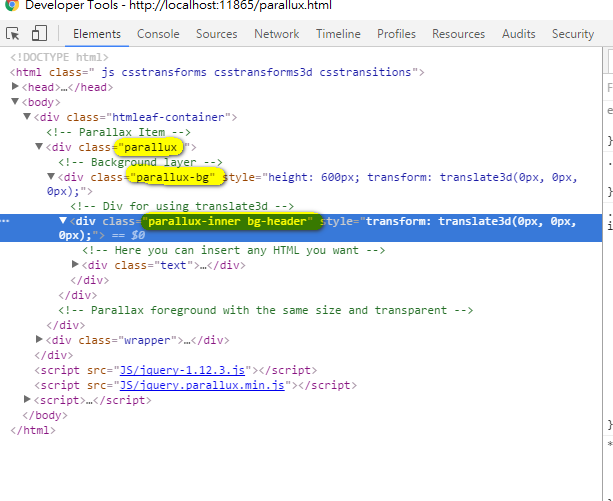 Developer Tools - http://localhost:11865/parallux.html
Elements Console Sources Network Timeline Profiles Resources Audits Security
<!DOCTYPE html>
<html class=" js csstransforms csstransforms3d csstransitions">
<head>…</head>
<body>
<div class="htmleaf-container">
<!-- Parallax Item -->
<div class="parallux ">
<!-- Background layer -->
<div class="parallux-bg" style="height: 600px; transform: translate3d(0px, 0px,
0px);">
<!-- Div for using translate3d -->
<div class="parallux-inner bg-header" style="transform: translate3d(0px, 0px,
0px);"> == $0
<!-- Here you can insert any HTML you want -->
<div class="text">…</div>
</div>
</div>
<!-- Parallax foreground with the same size and transparent -->
</div>
<div class="wrapper">…</div>
</div>
<script src="JS/jquery-1.12.3.js"></script>
<script src="JS/jquery.parallux.min.js"></script>
<script>…</script>
</body>
</html>